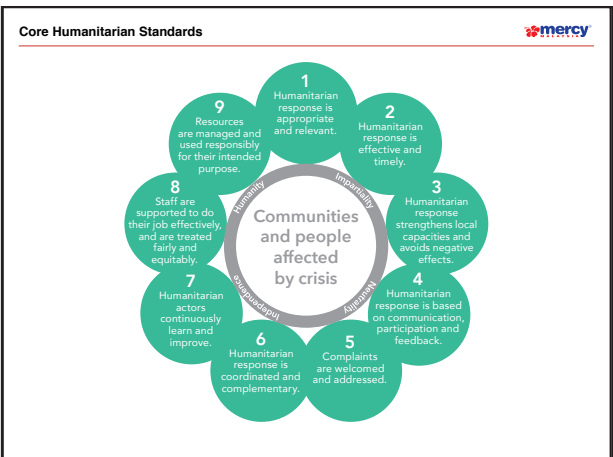 Core Humanitarian Standards
mercy
MALAYSIA
1
Humanitarian
response is
appropriate
and relevant.
2
Humanitarian
response is
effective and
timely.
3
Humanitarian
response
strengthens local
capacities and
avoids negative
effects.
4
Humanitarian
response is based
on communication,
participation and
feedback.
5
Complaints
are welcomed
and addressed.
6
Humanitarian
response is
coordinated and
complementary.
7
Humanitarian
actors
continuously
learn and
improve.
8
Staff are
supported to do
their job effectively,
and are treated
fairly and
equitably.
9
Resources
are managed and
used responsibly
for their intended
purpose.
Humanity
Impartiality
Neutrality
Independence
Communities
and people
affected
by crisis